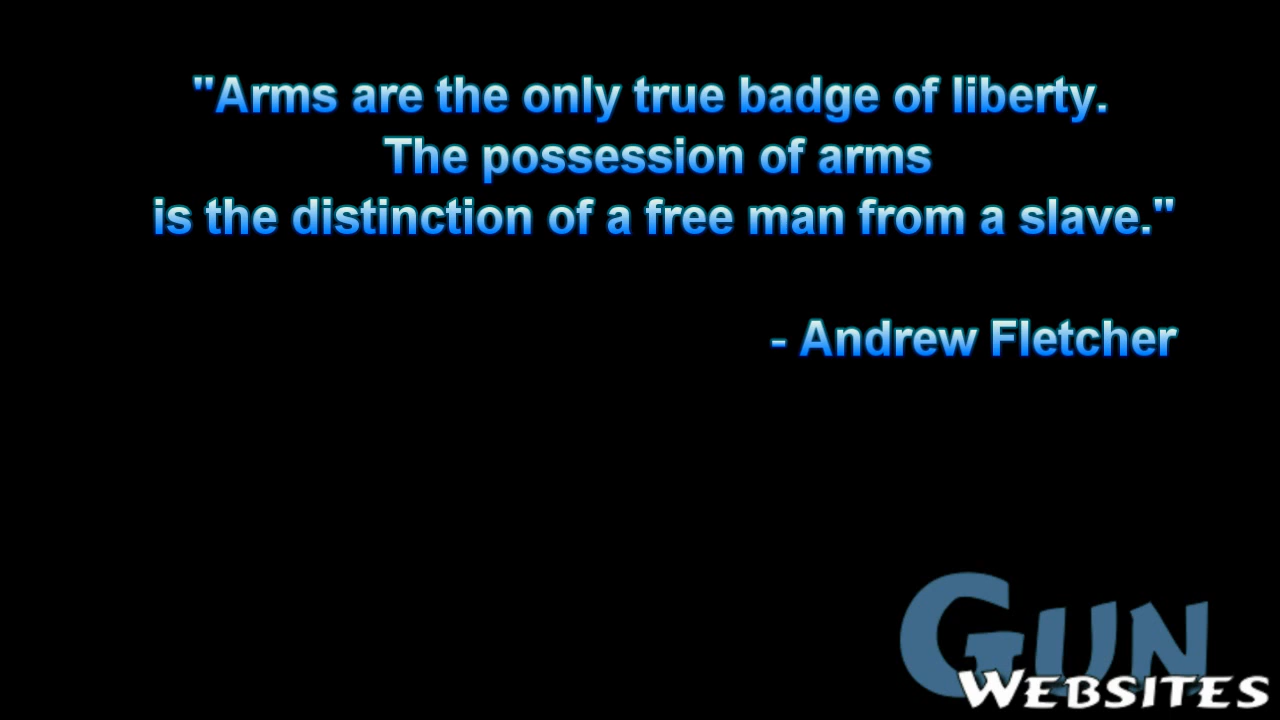 "Arms are the only true badge of liberty.
The possession of arms
is the distinction of a free man from a slave."
- Andrew Fletcher
GUN
WEBSITES